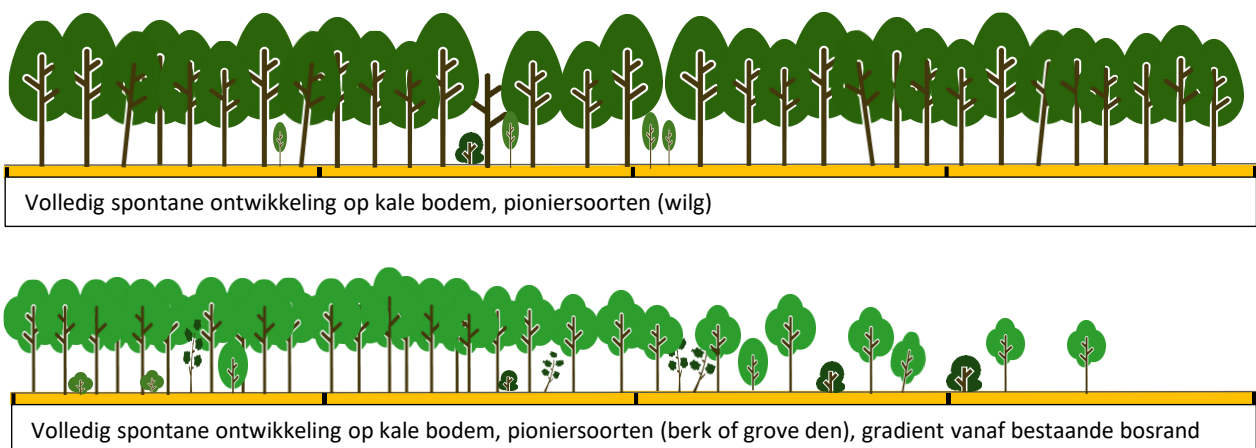 Volledig spontane ontwikkeling op kale bodem, pioniersoorten (wilg)
Volledig spontane ontwikkeling op kale bodem, pioniersoorten (berk of grove den), gradient vanaf bestaande bosrand